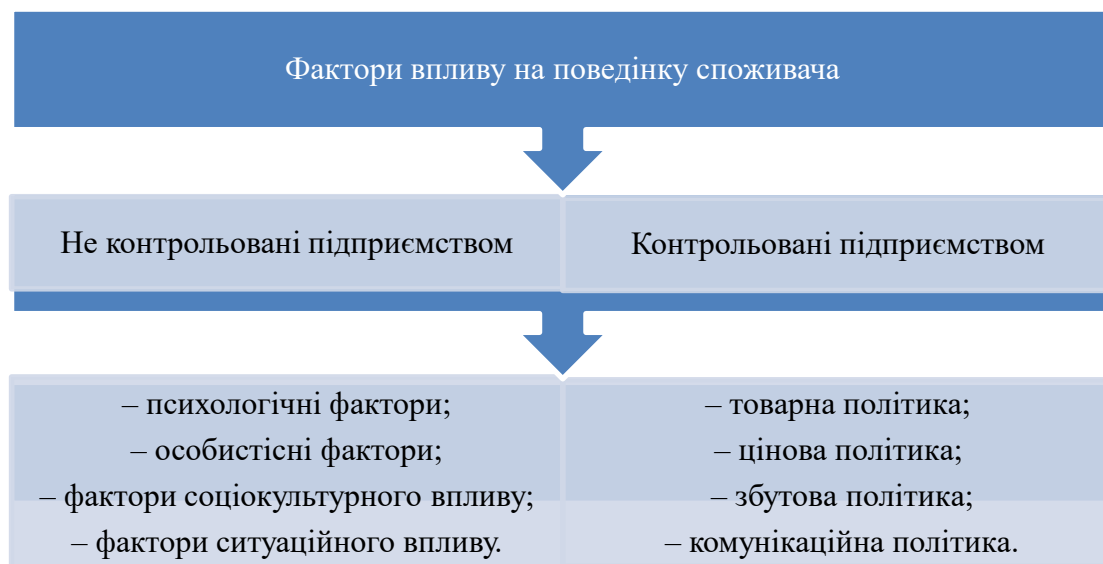 Фактори впливу на поведінку споживача
Не контрольовані підприємством
Контрольовані підприємством
– психологічні фактори;
– особистісні фактори;
– фактори соціокультурного впливу;
– фактори ситуаційного впливу.
– товарна політика;
– цінова політика;
– збутова політика;
– комунікаційна політика.